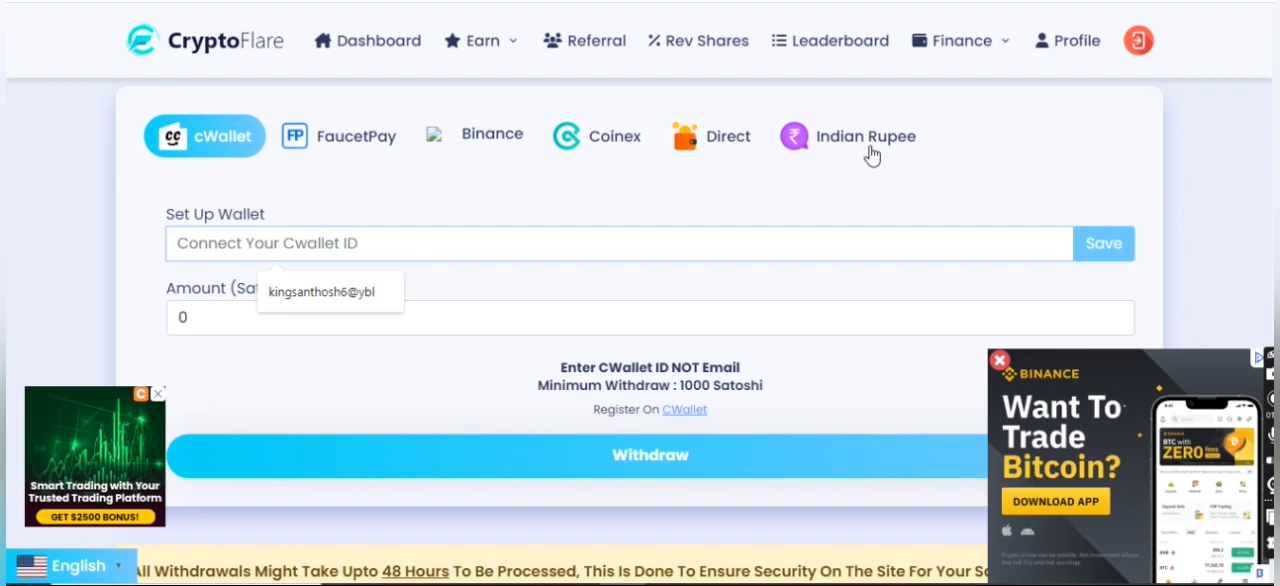 CryptoFlare Dashboard Earn Referral Rev Shares Leaderboard Finance Profile
cc cWallet FP FaucetPay Binance Coinex Direct ₹ Indian Rupee
Set Up Wallet
Connect Your Cwallet ID Save
kingsanthosh6@ybl
Amount (Sa
0
Enter CWallet ID NOT Email
Minimum Withdraw : 1000 Satoshi
Register On CWallet
Withdraw
C
Smart Trading with Your
Trusted Trading Platform
GET $2500 BONUS!
BINANCE
Want To
Trade
Bitcoin?
DOWNLOAD APP
BTC with
ZERO fees
English
All Withdrawals Might Take Upto 48 Hours To Be Processed, This Is Done To Ensure Security On The Site For Your